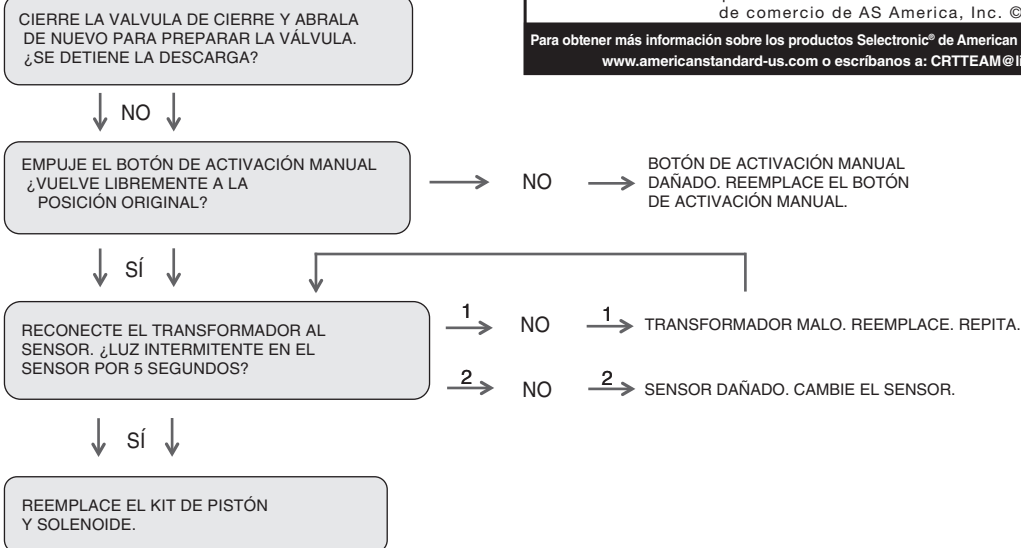 CIERRE LA VALVULA DE CIERRE Y ABRALA
DE NUEVO PARA PREPARAR LA VÁLVULA.
¿SE DETIENE LA DESCARGA?
de comercio de AS America, Inc. ©
Para obtener más información sobre los productos Selectronic® de American
www.americanstandard-us.com o escríbanos a: CRTTEAM@li
NO
EMPUJE EL BOTÓN DE ACTIVACIÓN MANUAL
¿VUELVE LIBREMENTE A LA
POSICIÓN ORIGINAL?
NO
BOTÓN DE ACTIVACIÓN MANUAL
DAÑADO. REEMPLACE EL BOTÓN
DE ACTIVACIÓN MANUAL.
SÍ
RECONECTE EL TRANSFORMADOR AL
SENSOR. ¿LUZ INTERMITENTE EN EL
SENSOR POR 5 SEGUNDOS?
1 NO 1 TRANSFORMADOR MALO. REEMPLACE. REPITA.
2 NO 2 SENSOR DAÑADO. CAMBIE EL SENSOR.
SÍ
REEMPLACE EL KIT DE PISTÓN
Y SOLENOIDE.